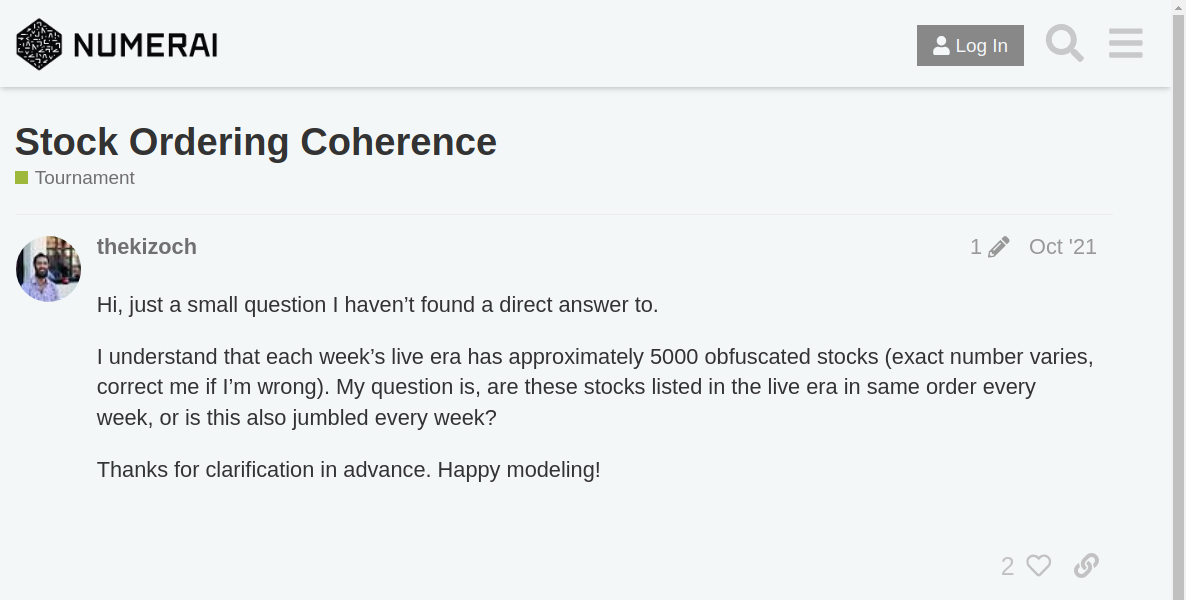 NUMERAI
Log In
Stock Ordering Coherence
Tournament
thekizoch
1
Oct '21
Hi, just a small question I haven’t found a direct answer to.
I understand that each week’s live era has approximately 5000 obfuscated stocks (exact number varies,
correct me if I’m wrong). My question is, are these stocks listed in the live era in same order every
week, or is this also jumbled every week?
Thanks for clarification in advance. Happy modeling!
2